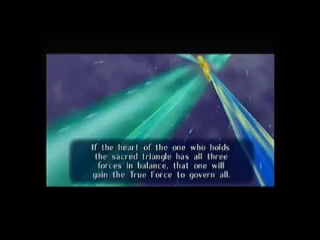 If the heart of the one who holds
the sacred triangle has all three
forces in balance, that one will
gain the True Force to govern all.